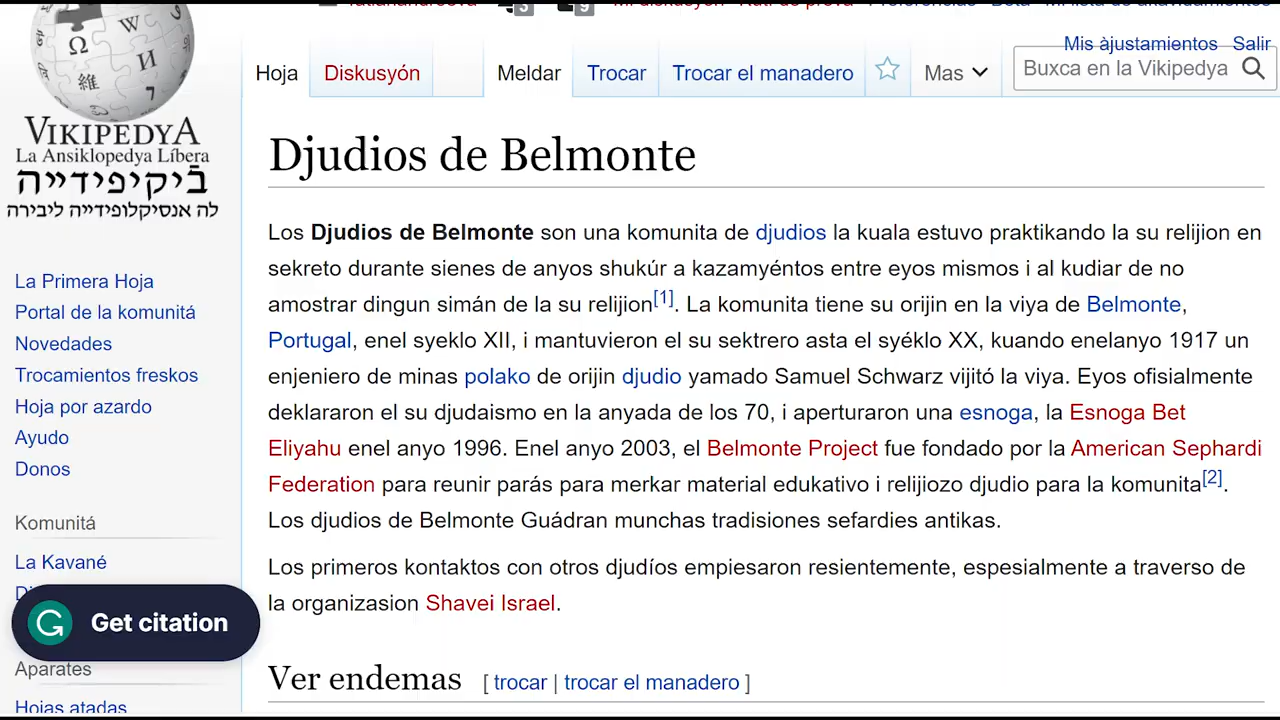 Mis àjustamientos Salir
Hoja Diskusyón Meldar Trocar Trocar el manadero Mas Buxca en la Vikipedya
VIKIPEDYA
La Ansiklopedya Líbera
בﬞיקיפידייה
לה אנסיקלופידייה ליבירה
Djudios de Belmonte
Los Djudios de Belmonte son una komunita de djudios la kuala estuvo praktikando la su relijion en
sekreto durante sienes de anyos shukúr a kazamyéntos entre eyos mismos i al kudiar de no
amostrar dingun simán de la su relijion[1]. La komunita tiene su orijin en la viya de Belmonte,
Portugal, enel syeklo XII, i mantuvieron el su sektrero asta el syéklo XX, kuando enelanyo 1917 un
enjeniero de minas polako de orijin djudio yamado Samuel Schwarz vijitó la viya. Eyos ofisialmente
deklararon el su djudaismo en la anyada de los 70, i aperturaron una esnoga, la Esnoga Bet
Eliyahu enel anyo 1996. Enel anyo 2003, el Belmonte Project fue fondado por la American Sephardi
Federation para reunir parás para merkar material edukativo i relijiozo djudio para la komunita[2].
Los djudios de Belmonte Guádran munchas tradisiones sefardies antikas.
Los primeros kontaktos con otros djudíos empiesaron resientemente, espesialmente a traverso de
la organizasion Shavei Israel.
Ver endemas [ trocar | trocar el manadero ]
La Primera Hoja
Portal de la komunitá
Novedades
Trocamientos freskos
Hoja por azardo
Ayudo
Donos
Komunitá
La Kavané
Get citation
Aparates
Hojas atadas